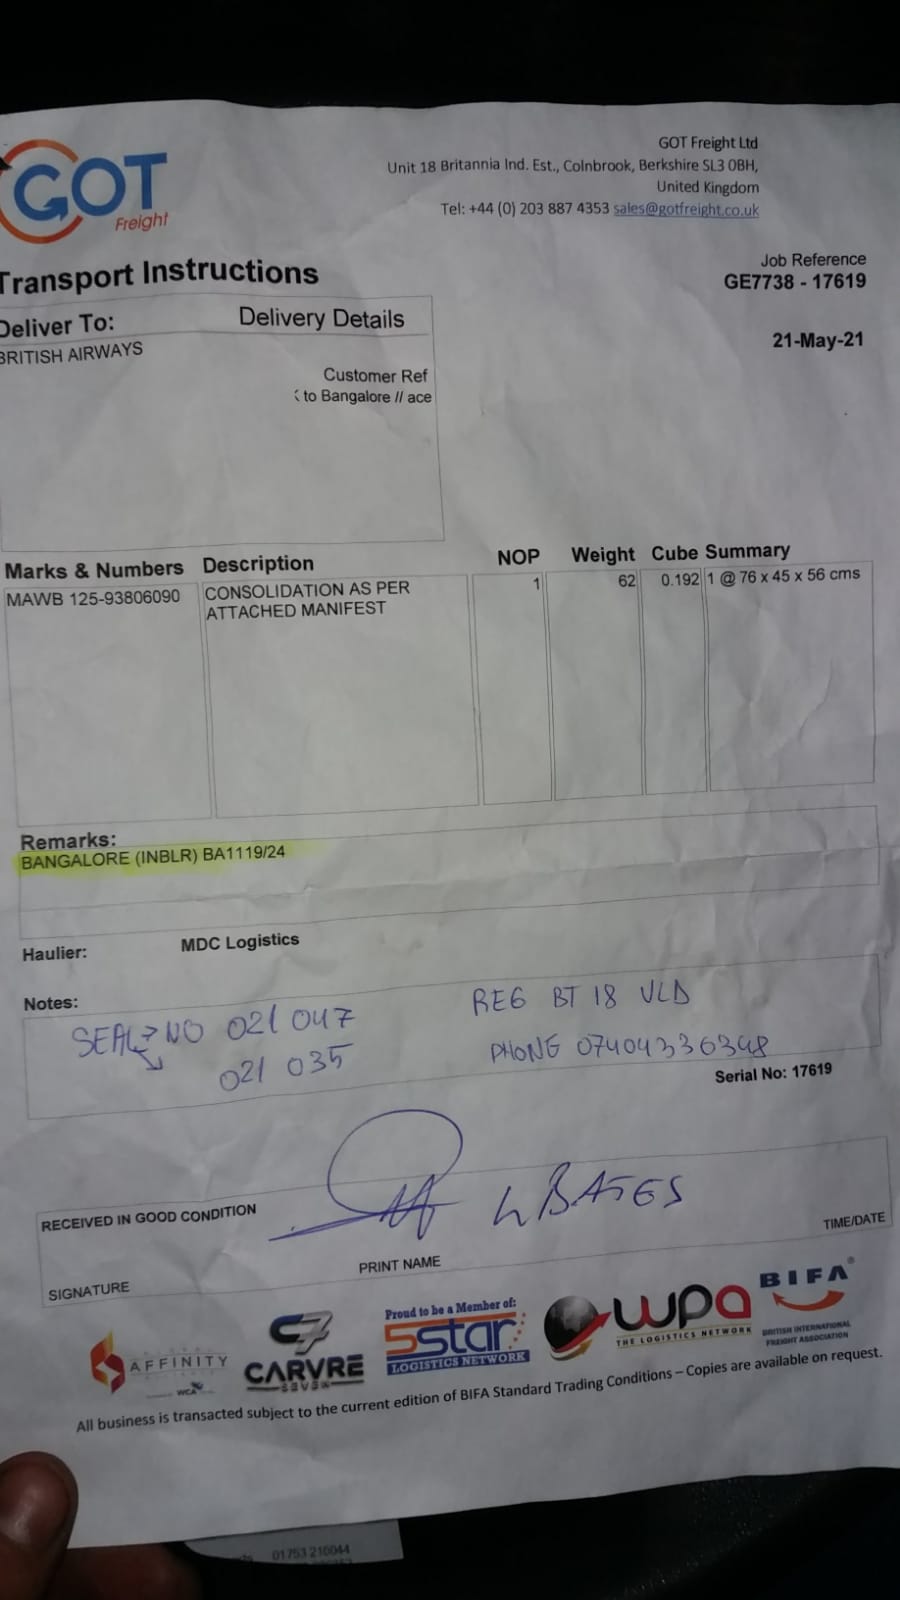 GOT
Freight
GOT Freight Ltd
Unit 18 Britannia Ind. Est., Colnbrook, Berkshire SL3 0BH,
United Kingdom
Tel: +44 (0) 203 887 4353 sales@gotfreight.co.uk
Transport Instructions
Job Reference
GE7738 - 17619
21-May-21
Deliver To: Delivery Details
BRITISH AIRWAYS
Customer Ref
to Bangalore // ace
Marks & Numbers Description NOP Weight Cube Summary
MAWB 125-93806090 CONSOLIDATION AS PER 1 62 0.192 1 @ 76 x 45 x 56 cms
ATTACHED MANIFEST
Remarks:
BANGALORE (INBLR) BA1119/24
Haulier: MDC Logistics
Notes:
SEAL NO 021 047 REG BT 18 VLD
021 035 PHONE 07404336348
Serial No: 17619
RECEIVED IN GOOD CONDITION
L BATES
SIGNATURE PRINT NAME TIME/DATE
AFFINITY
WCA
C7
CARVRE
SEVEN
Proud to be a Member of:
5star
LOGISTICS NETWORK
wpa
THE LOGISTICS NETWORK
BIFA
BRITISH INTERNATIONAL
FREIGHT ASSOCIATION
All business is transacted subject to the current edition of BIFA Standard Trading Conditions – Copies are available on request.
01753 210044